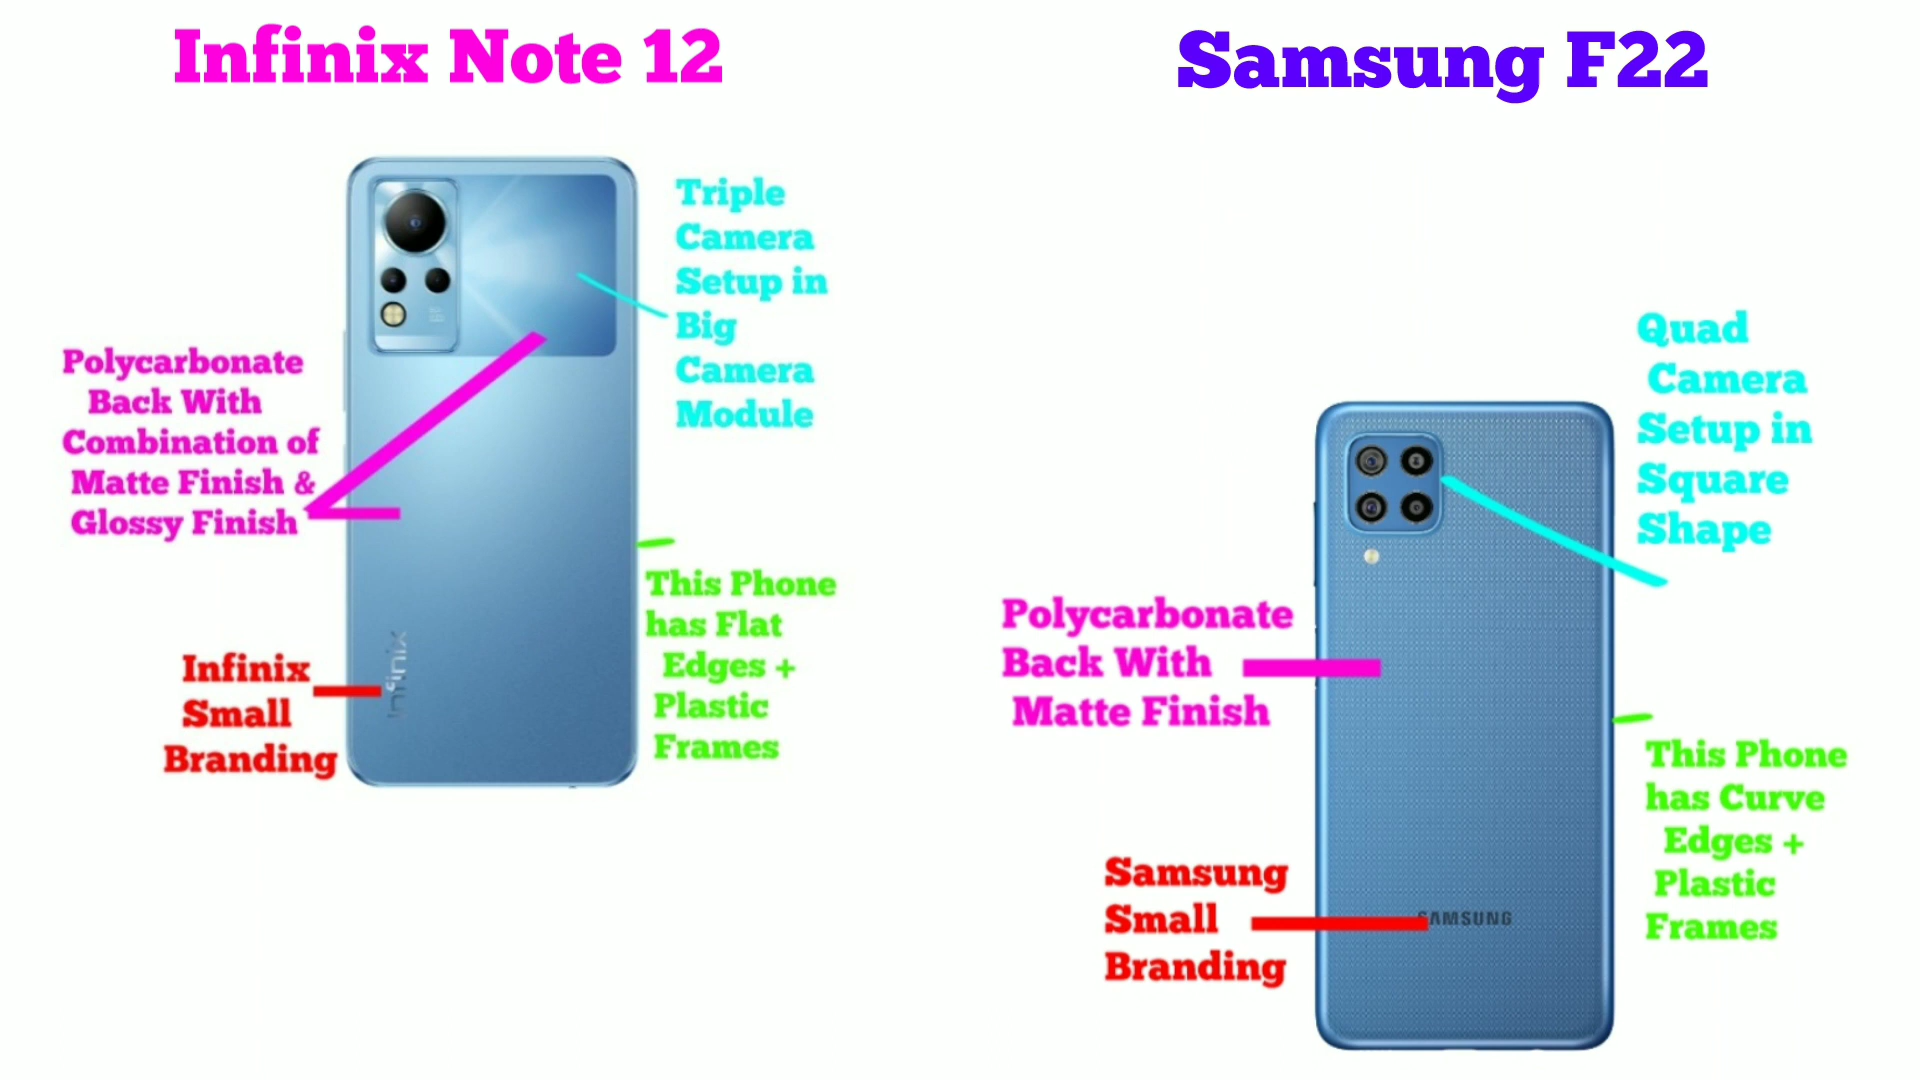 Infinix Note 12
Triple
Camera
Setup in
Big
Camera
Module
Polycarbonate
Back With
Combination of
Matte Finish &
Glossy Finish
This Phone
has Flat
Edges +
Plastic
Frames
Infinix
Small
Branding
Infinix
Samsung F22
Quad
Camera
Setup in
Square
Shape
Polycarbonate
Back With
Matte Finish
This Phone
has Curve
Edges +
Plastic
Frames
Samsung
Small
Branding
SAMSUNG